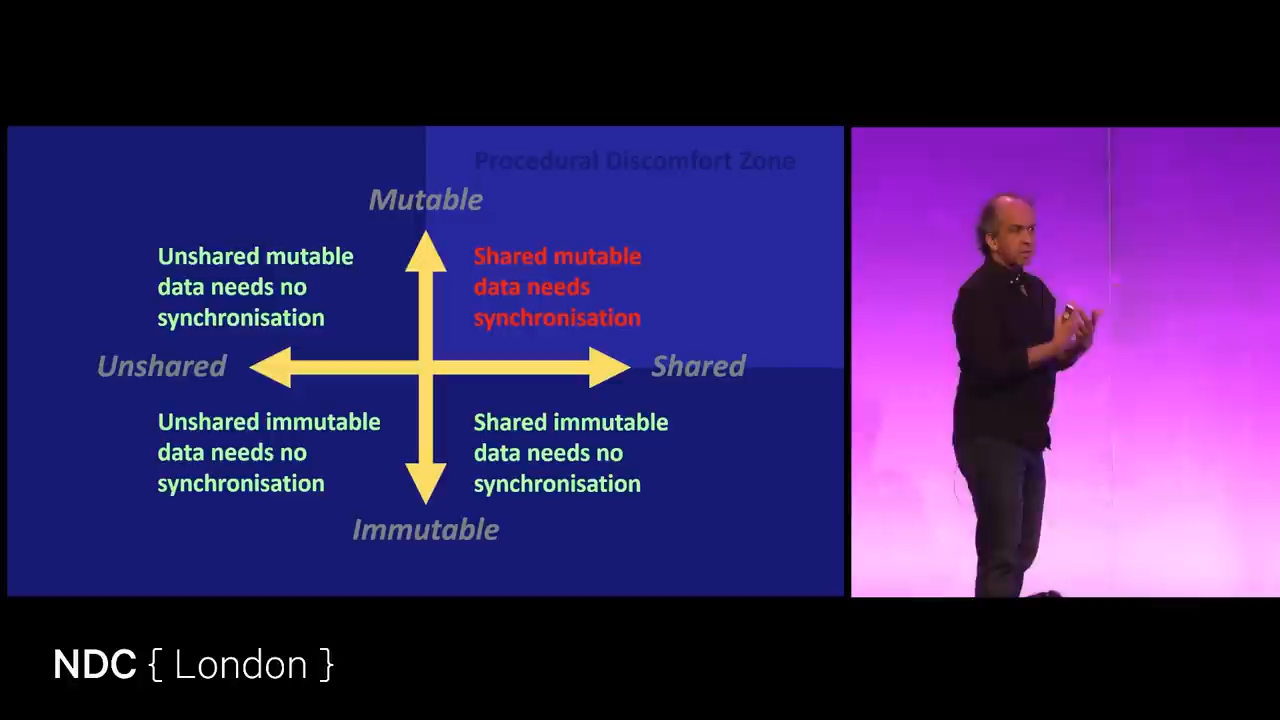 Procedural Discomfort Zone
Mutable
Unshared mutable
data needs no
synchronisation
Shared mutable
data needs
synchronisation
Unshared
Shared
Unshared immutable
data needs no
synchronisation
Shared immutable
data needs no
synchronisation
Immutable
NDC { London }